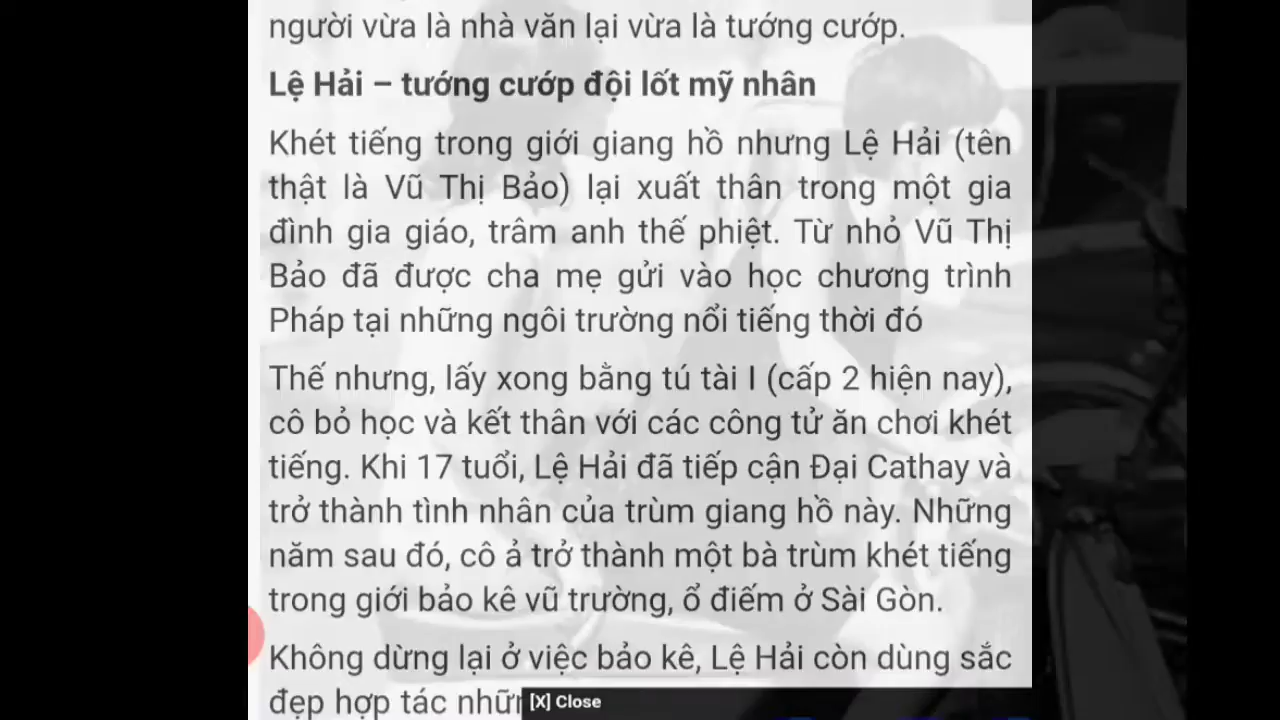 người vừa là nhà văn lại vừa là tướng cướp.
Lệ Hải – tướng cướp đội lốt mỹ nhân
Khét tiếng trong giới giang hồ nhưng Lệ Hải (tên
thật là Vũ Thị Bảo) lại xuất thân trong một gia
đình gia giáo, trâm anh thế phiệt. Từ nhỏ Vũ Thị
Bảo đã được cha mẹ gửi vào học chương trình
Pháp tại những ngôi trường nổi tiếng thời đó
Thế nhưng, lấy xong bằng tú tài I (cấp 2 hiện nay),
cô bỏ học và kết thân với các công tử ăn chơi khét
tiếng. Khi 17 tuổi, Lệ Hải đã tiếp cận Đại Cathay và
trở thành tình nhân của trùm giang hồ này. Những
năm sau đó, cô ả trở thành một bà trùm khét tiếng
trong giới bảo kê vũ trường, ổ điếm ở Sài Gòn.
Không dừng lại ở việc bảo kê, Lệ Hải còn dùng sắc
đẹp hợp tác
[X] Close